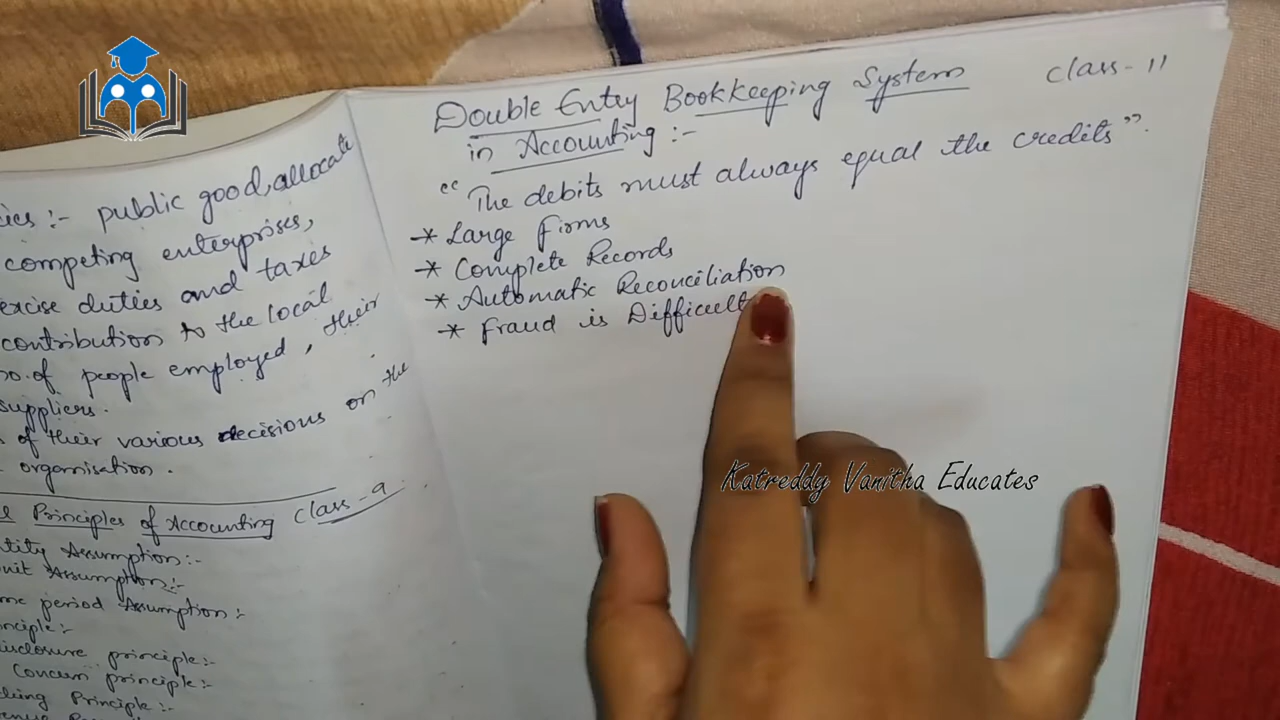 public good, allocate
competing enterprises,
excise duties and taxes
contribution to the local
no. of people employed, their
suppliers.
of their various decisions on the
organisation.
Principles of Accounting Class-9
Assumption:-
Assumption:-
period Assumption:-
principle:-
Concern principle:-
Principle:-
Double Entry Bookkeeping System Class-11
in Accounting:-
"The debits must always equal the credits".
* Large Firms
* Complete Records
* Automatic Reconciliation
* Fraud is Difficult
Katreddy Vanitha Educates